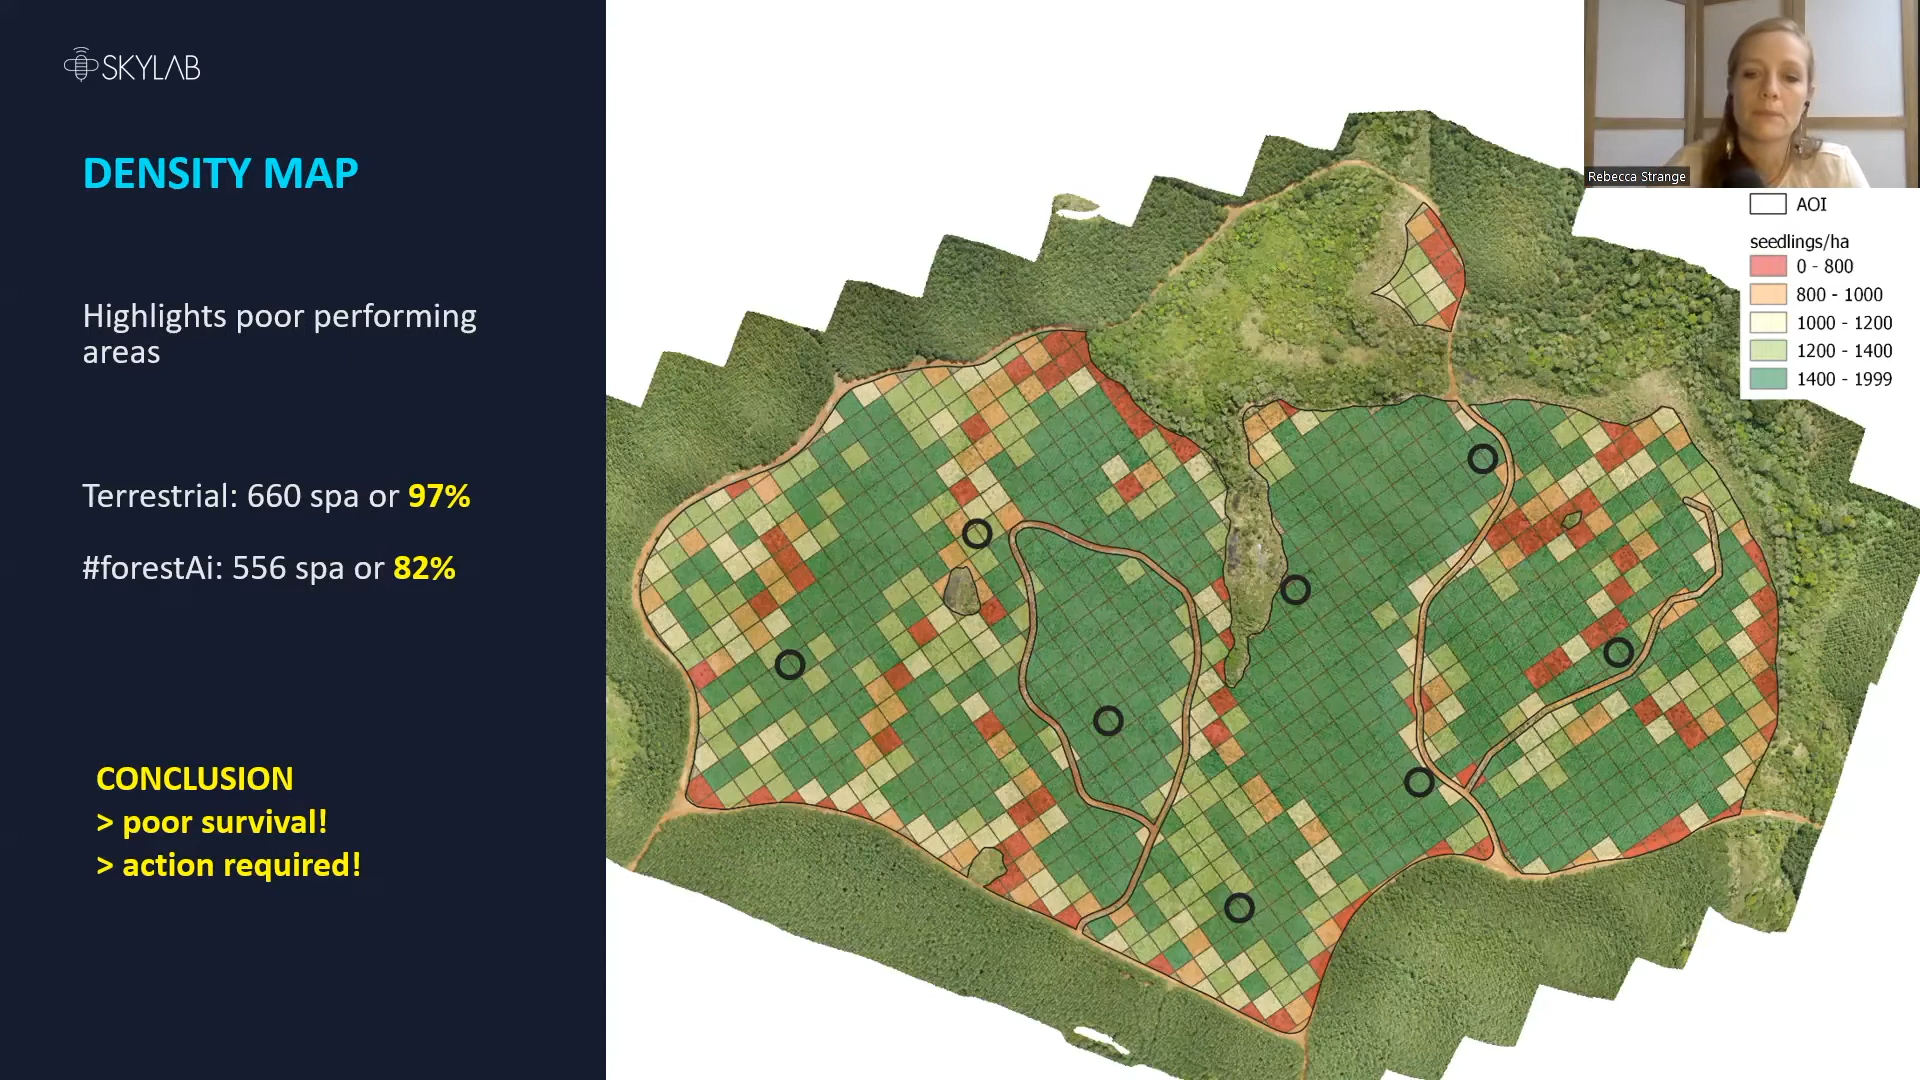 SKYLAB
DENSITY MAP
Highlights poor performing
areas
Terrestrial: 660 spa or 97%
#forestAi: 556 spa or 82%
CONCLUSION
> poor survival!
> action required!
Rebecca Strange
AOI
seedlings/ha
0 - 800
800 - 1000
1000 - 1200
1200 - 1400
1400 - 1999